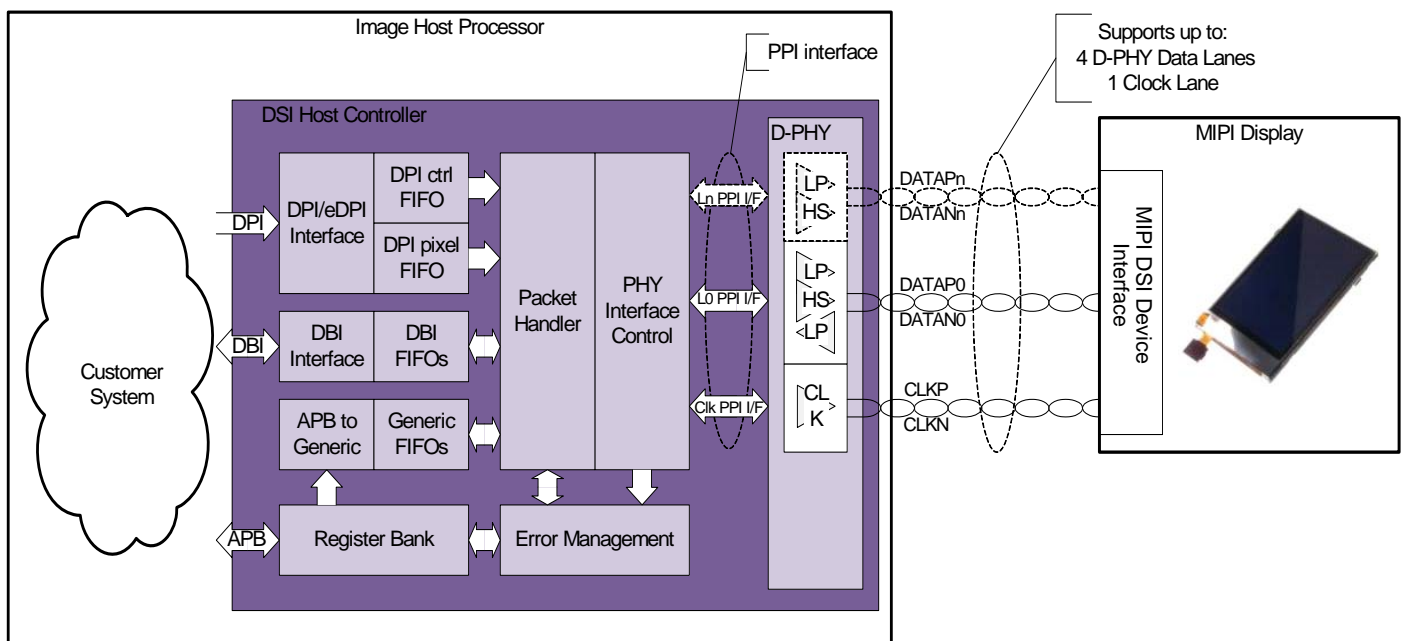 Image Host Processor
PPI interface
Supports up to:
4 D-PHY Data Lanes
1 Clock Lane
DSI Host Controller
D-PHY
MIPI Display
DPI
DPI/eDPI
Interface
DPI ctrl
FIFO
DPI pixel
FIFO
Packet
Handler
PHY
Interface
Control
Ln PPI I/F
LP
HS
DATAPn
DATANn
MIPI DSI Device
Interface
L0 PPI I/F
LP
HS
LP
DATAP0
DATAN0
Customer
System
DBI
DBI
Interface
DBI
FIFOs
APB to
Generic
Generic
FIFOs
Clk PPI I/F
CL
K
CLKP
CLKN
APB
Register Bank
Error Management